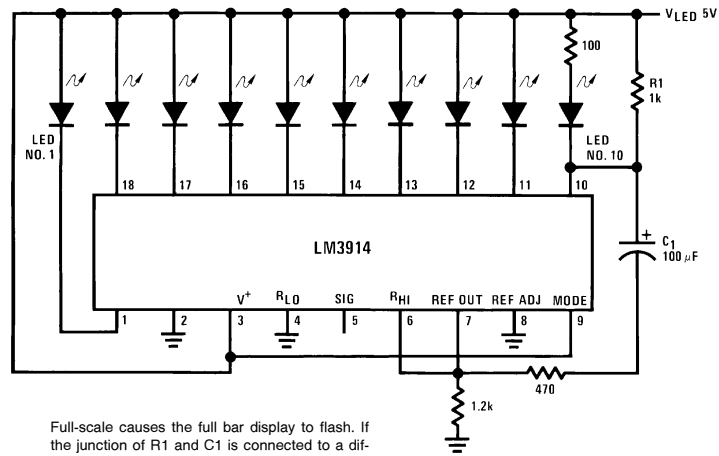 V_LED 5V
100
R1
1k
LED
NO. 1
LED
NO. 10
18
17
16
15
14
13
12
11
10
LM3914
+
C1
100 μF
V+
R_LO
SIG
R_HI
REF OUT
REF ADJ
MODE
1
2
3
4
5
6
7
8
9
470
1.2k
Full-scale causes the full bar display to flash. If
the junction of R1 and C1 is connected to a dif-